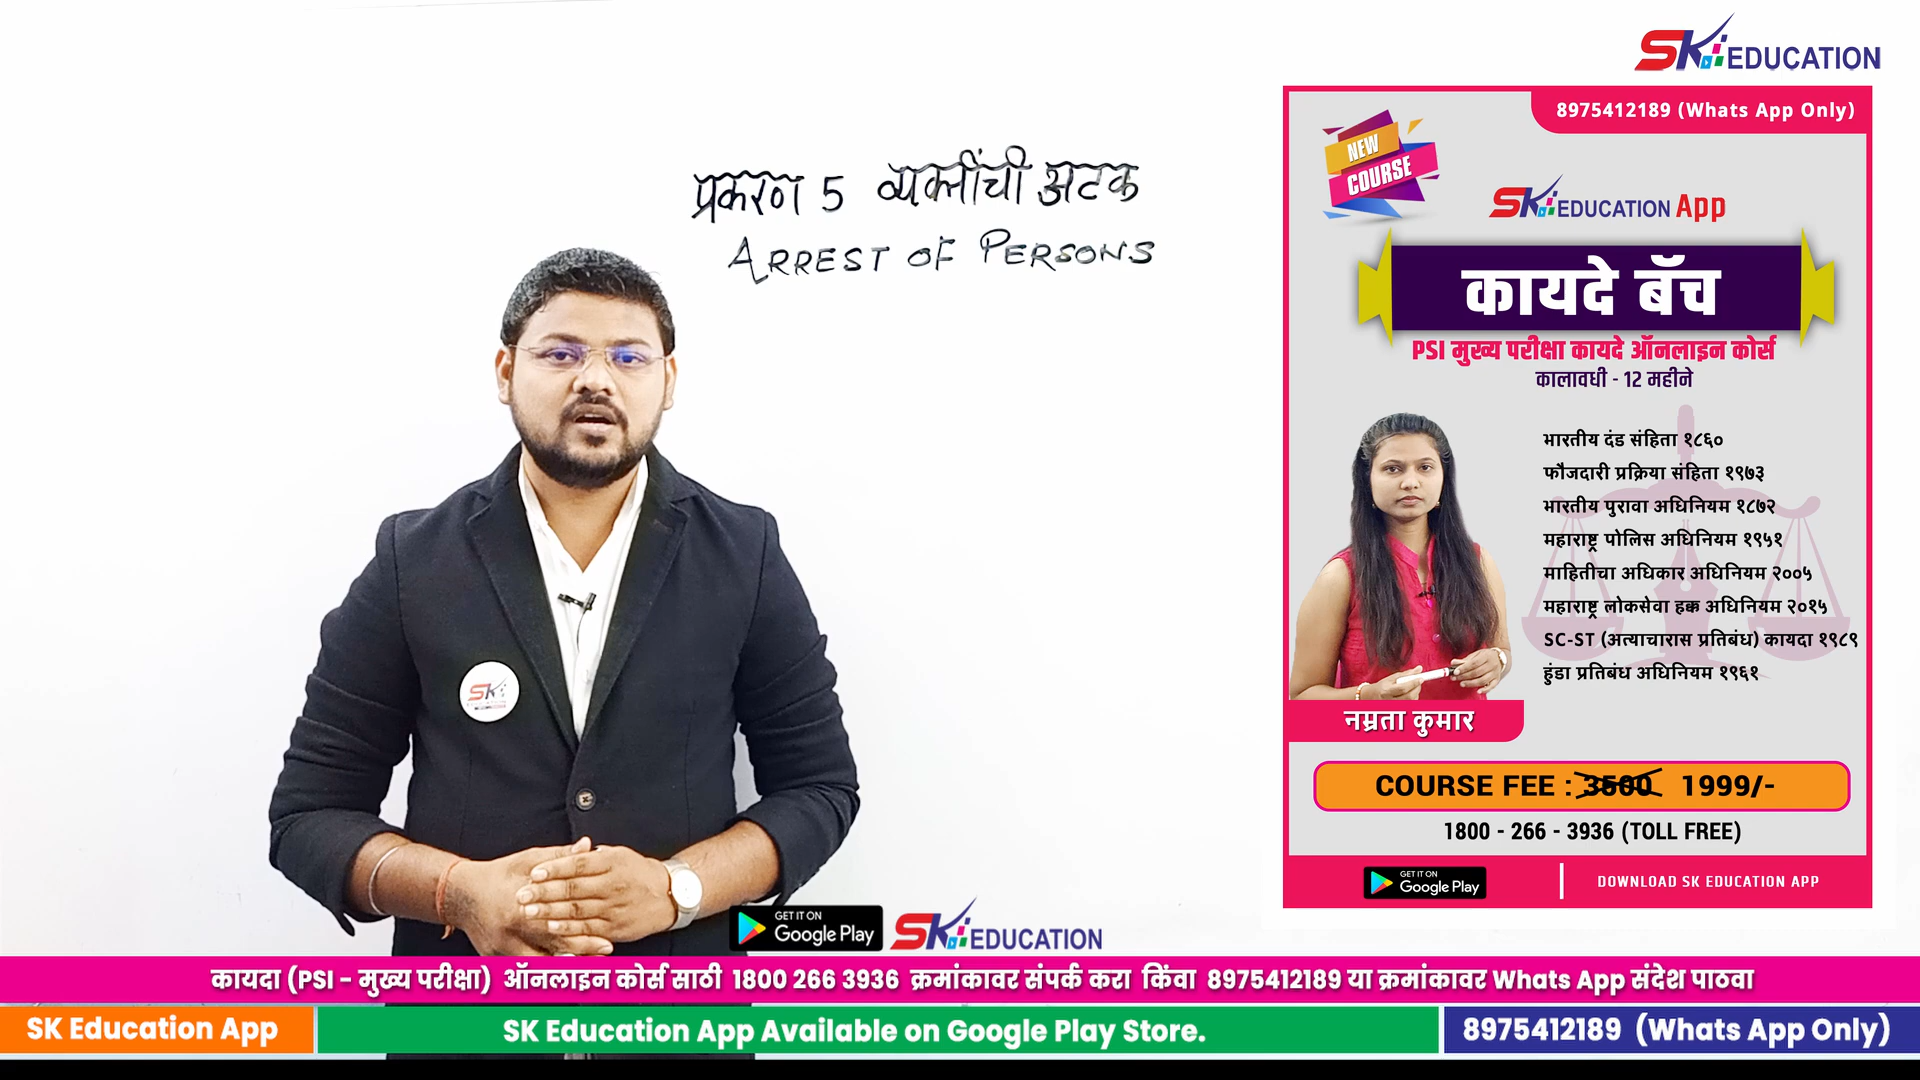 SK EDUCATION
8975412189 (Whats App Only)
NEW
COURSE
SK EDUCATION App
कायदे बॅच
PSI मुख्य परीक्षा कायदे ऑनलाइन कोर्स
कालावधी - 12 महीने
भारतीय दंड संहिता १८६०
फौजदारी प्रक्रिया संहिता १९७३
भारतीय पुरावा अधिनियम १८७२
महाराष्ट्र पोलिस अधिनियम १९५१
माहितीचा अधिकार अधिनियम २००५
महाराष्ट्र लोकसेवा हक्क अधिनियम २०१५
SC-ST (अत्याचारास प्रतिबंध) कायदा १९८९
हुंडा प्रतिबंध अधिनियम १९६१
नम्रता कुमार
COURSE FEE : 3500 1999/-
1800 - 266 - 3936 (TOLL FREE)
GET IT ON
Google Play
DOWNLOAD SK EDUCATION APP
प्रकरण 5 व्यक्तींची अटक
ARREST OF PERSONS
SK
GET IT ON
Google Play
SK EDUCATION
कायदा (PSI - मुख्य परीक्षा) ऑनलाइन कोर्स साठी 1800 266 3936 क्रमांकावर संपर्क करा किंवा 8975412189 या क्रमांकावर Whats App संदेश पाठवा
SK Education App
SK Education App Available on Google Play Store.
8975412189 (Whats App Only)